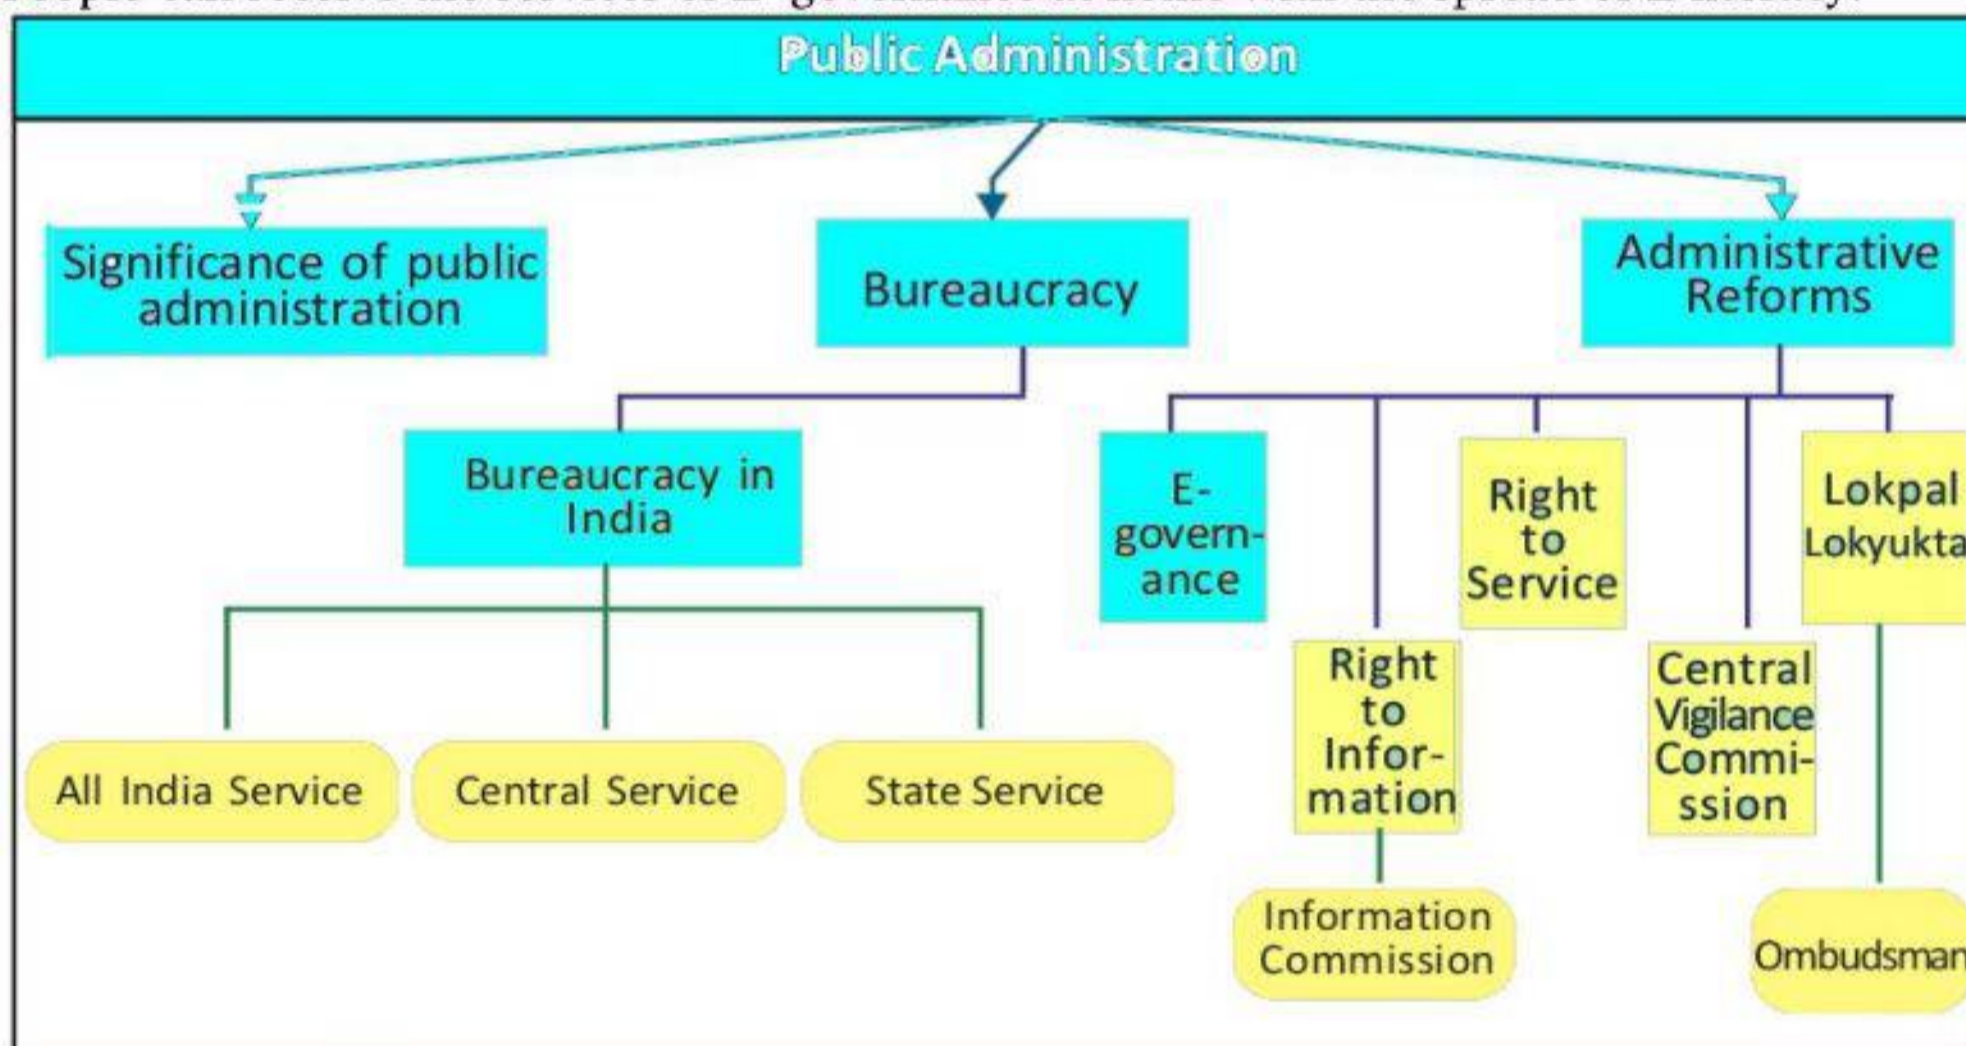 Public Administration
Significance of public
administration
Bureaucracy
Administrative
Reforms
Bureaucracy in
India
E-
govern-
ance
Right
to
Service
Lokpal
Lokyukta
Right
to
Infor-
mation
Central
Vigilance
Commi-
ssion
All India Service
Central Service
State Service
Information
Commission
Ombudsman